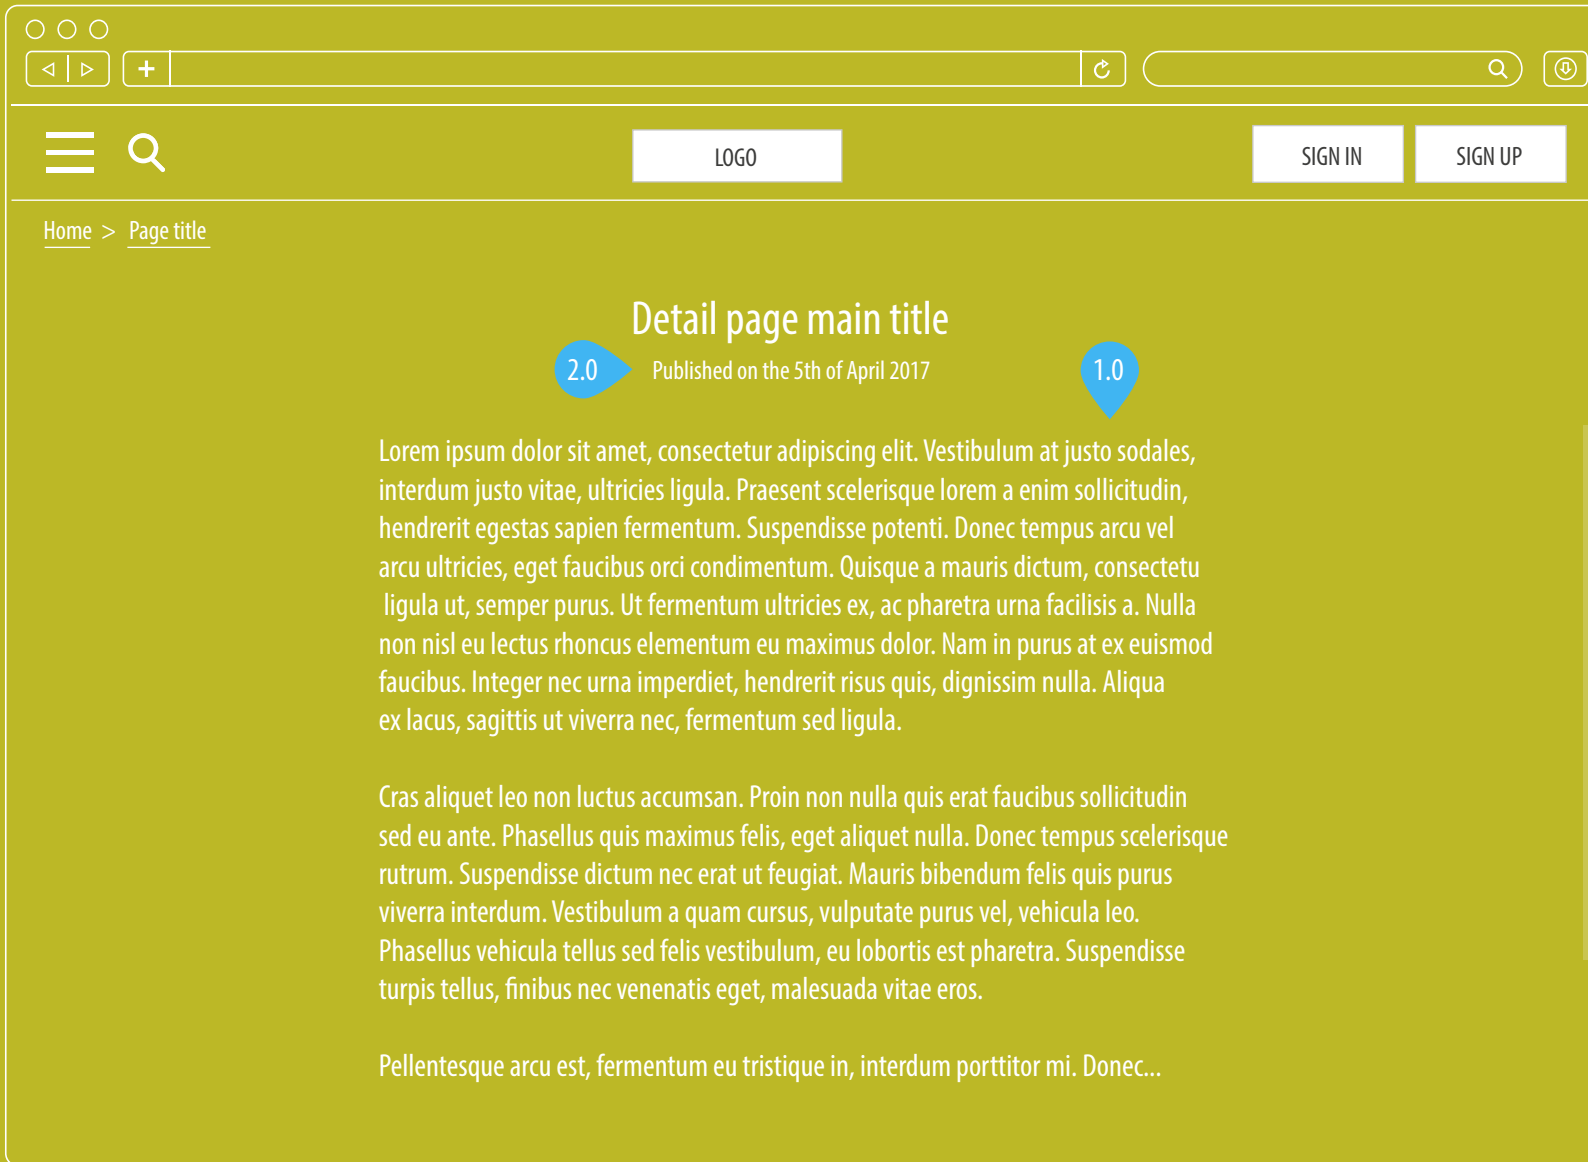 LOGO
SIGN IN
SIGN UP
Home > Page title
Detail page main title
2.0
Published on the 5th of April 2017
1.0
Lorem ipsum dolor sit amet, consectetur adipiscing elit. Vestibulum at justo sodales,
interdum justo vitae, ultricies ligula. Praesent scelerisque lorem a enim sollicitudin,
hendrerit egestas sapien fermentum. Suspendisse potenti. Donec tempus arcu vel
arcu ultricies, eget faucibus orci condimentum. Quisque a mauris dictum, consectetu
ligula ut, semper purus. Ut fermentum ultricies ex, ac pharetra urna facilisis a. Nulla
non nisl eu lectus rhoncus elementum eu maximus dolor. Nam in purus at ex euismod
faucibus. Integer nec urna imperdiet, hendrerit risus quis, dignissim nulla. Aliqua
ex lacus, sagittis ut viverra nec, fermentum sed ligula.
Cras aliquet leo non luctus accumsan. Proin non nulla quis erat faucibus sollicitudin
sed eu ante. Phasellus quis maximus felis, eget aliquet nulla. Donec tempus scelerisque
rutrum. Suspendisse dictum nec erat ut feugiat. Mauris bibendum felis quis purus
viverra interdum. Vestibulum a quam cursus, vulputate purus vel, vehicula leo.
Phasellus vehicula tellus sed felis vestibulum, eu lobortis est pharetra. Suspendisse
turpis tellus, finibus nec venenatis eget, malesuada vitae eros.
Pellentesque arcu est, fermentum eu tristique in, interdum porttitor mi. Donec...